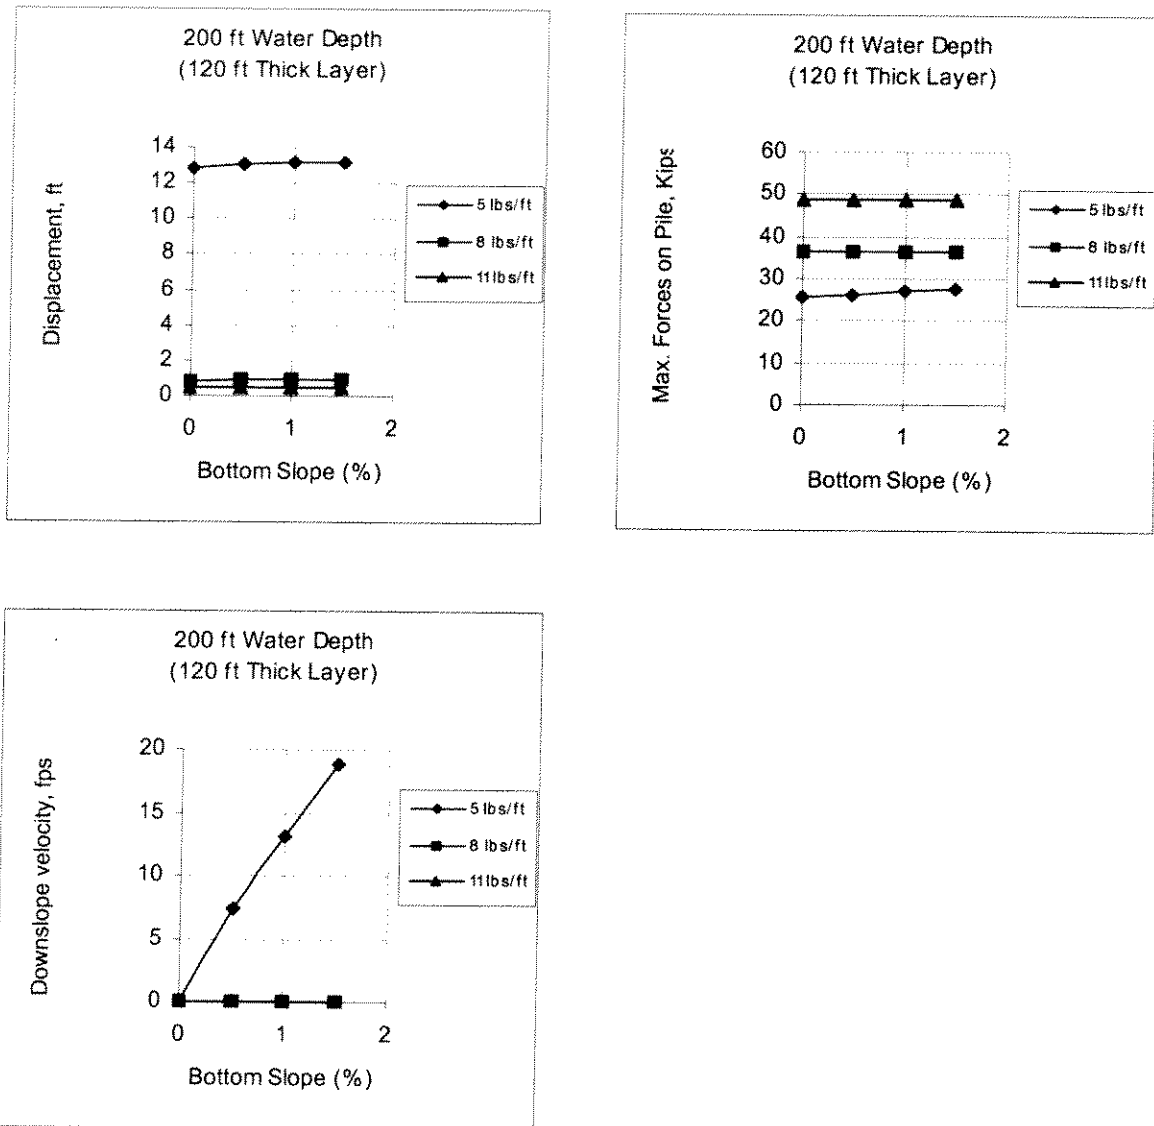 200 ft Water Depth
(120 ft Thick Layer)
Displacement, ft
14
12
10
8
6
4
2
0
0 1 2
Bottom Slope (%)
5 lbs/ft
8 lbs/ft
11lbs/ft
200 ft Water Depth
(120 ft Thick Layer)
Max. Forces on Pile, Kips
60
50
40
30
20
10
0
0 1 2
Bottom Slope (%)
5 lbs/ft
8 lbs/ft
11lbs/ft
200 ft Water Depth
(120 ft Thick Layer)
Downslope velocity, fps
20
15
10
5
0
0 1 2
Bottom Slope (%)
5 lbs/ft
8 lbs/ft
11lbs/ft